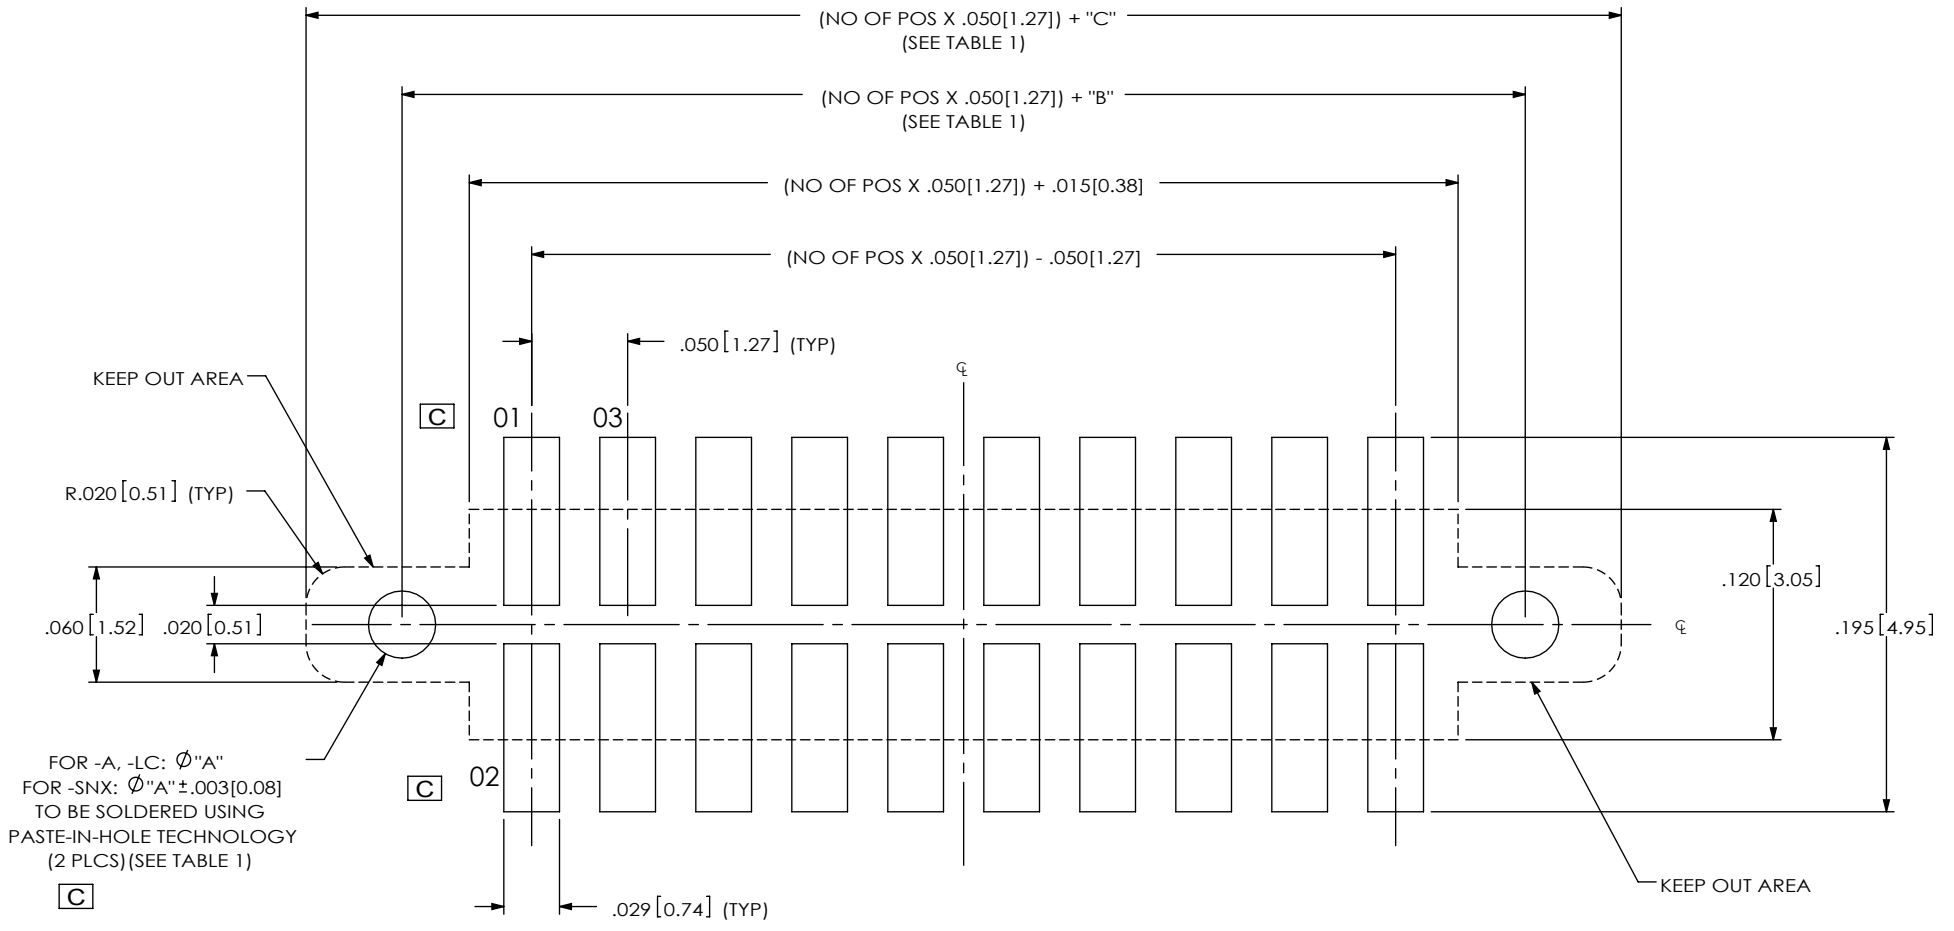 (NO OF POS X .050[1.27]) + "C"
(SEE TABLE 1)
(NO OF POS X .050[1.27]) + "B"
(SEE TABLE 1)
(NO OF POS X .050[1.27]) + .015[0.38]
(NO OF POS X .050[1.27]) - .050[1.27]
.050[1.27] (TYP)
KEEP OUT AREA
℄
C
01
03
R.020[0.51] (TYP)
.060[1.52]
.020[0.51]
.120[3.05]
℄
.195[4.95]
FOR -A, -LC: Ø"A"
FOR -SNX: Ø"A"±.003[0.08]
TO BE SOLDERED USING
PASTE-IN-HOLE TECHNOLOGY
(2 PLCS)(SEE TABLE 1)
C
C
02
.029[0.74] (TYP)
KEEP OUT AREA